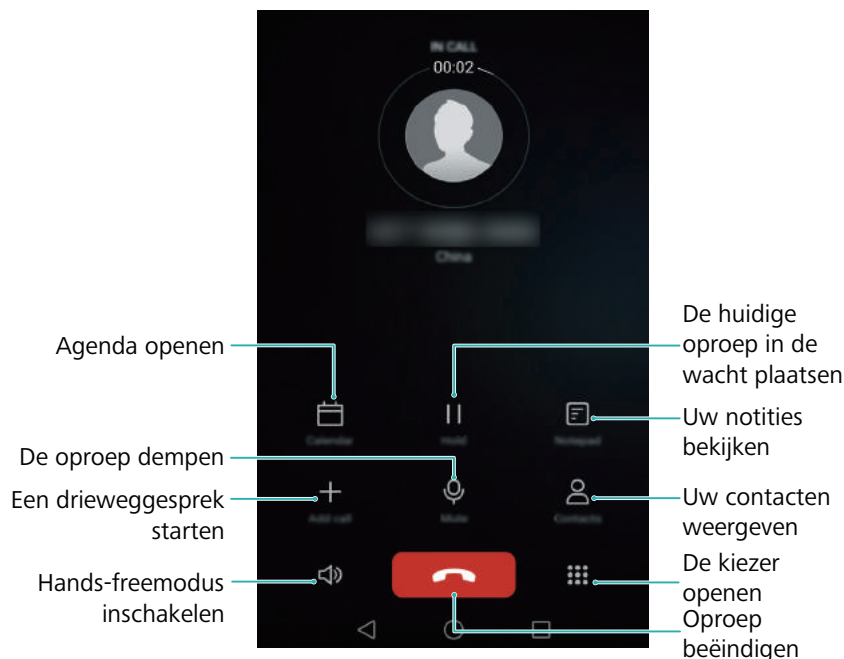 IN CALL
00:02
China
De huidige
oproep in de
wacht plaatsen
Agenda openen
Calendar
Hold
Notepad
Uw notities
bekijken
De oproep dempen
Een drieweggesprek
starten
Add call
Mute
Contacts
Uw contacten
weergeven
Hands-freemodus
inschakelen
De kiezer
openen
Oproep
beëindigen